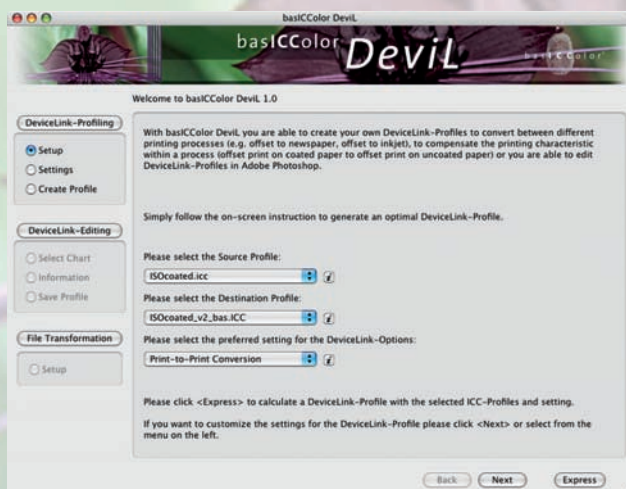 basICColor DeviL
basICColor DeviL
basICColor
Welcome to basICColor DeviL 1.0
DeviceLink-Profiling
Setup
Settings
Create Profile
DeviceLink-Editing
Select Chart
Information
Save Profile
File Transformation
Setup
With basICColor DeviL you are able to create your own DeviceLink-Profiles to convert between different
printing processes (e.g. offset to newspaper, offset to inkjet), to compensate the printing characteristic
within a process (offset print on coated paper to offset print on uncoated paper) or you are able to edit
DeviceLink-Profiles in Adobe Photoshop.
Simply follow the on-screen instruction to generate an optimal DeviceLink-Profile.
Please select the Source Profile:
ISOcoated.icc
i
Please select the Destination Profile:
ISOcoated_v2_bas.ICC
i
Please select the preferred setting for the DeviceLink-Options:
Print-to-Print Conversion
i
Please click <Express> to calculate a DeviceLink-Profile with the selected ICC-Profiles and setting.
If you want to customize the settings for the DeviceLink-Profile please click <Next> or select from the
menu on the left.
Back
Next
Express